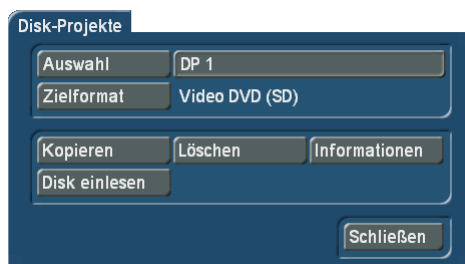 Disk-Projekte
Auswahl DP 1
Zielformat Video DVD (SD)
Kopieren Löschen Informationen
Disk einlesen
Schließen